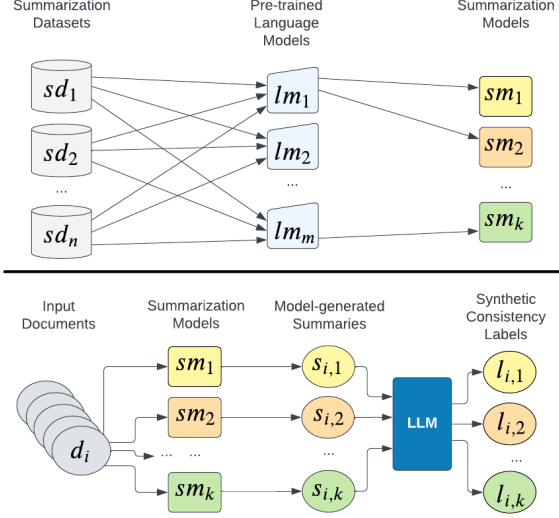 Summarization
Datasets
Pre-trained
Language
Models
Summarization
Models
sd1
lm1
sm1
sd2
lm2
sm2
...
...
...
sdn
lmm
smk
Input
Documents
Summarization
Models
Model-generated
Summaries
Synthetic
Consistency
Labels
sm1
si,1
li,1
sm2
si,2
LLM
li,2
di
...
...
...
...
smk
si,k
li,k